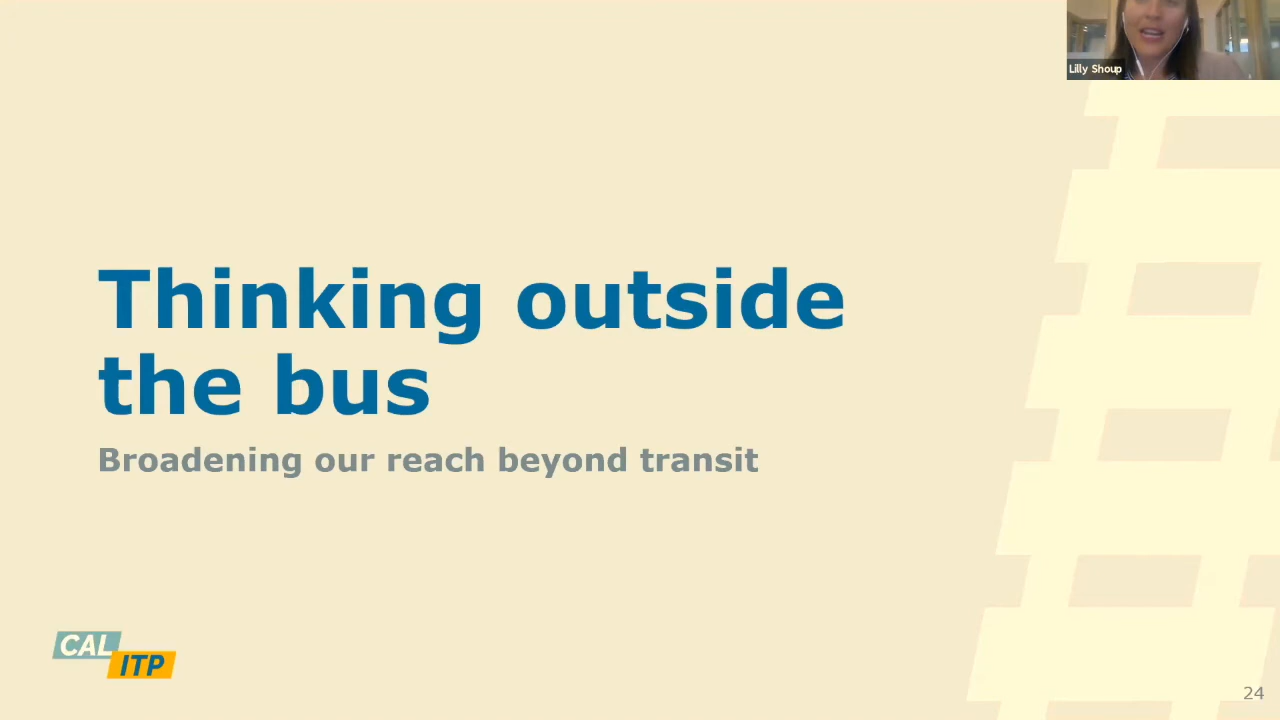 Lilly Shoup
Thinking outside
the bus
Broadening our reach beyond transit
CAL
ITP
24